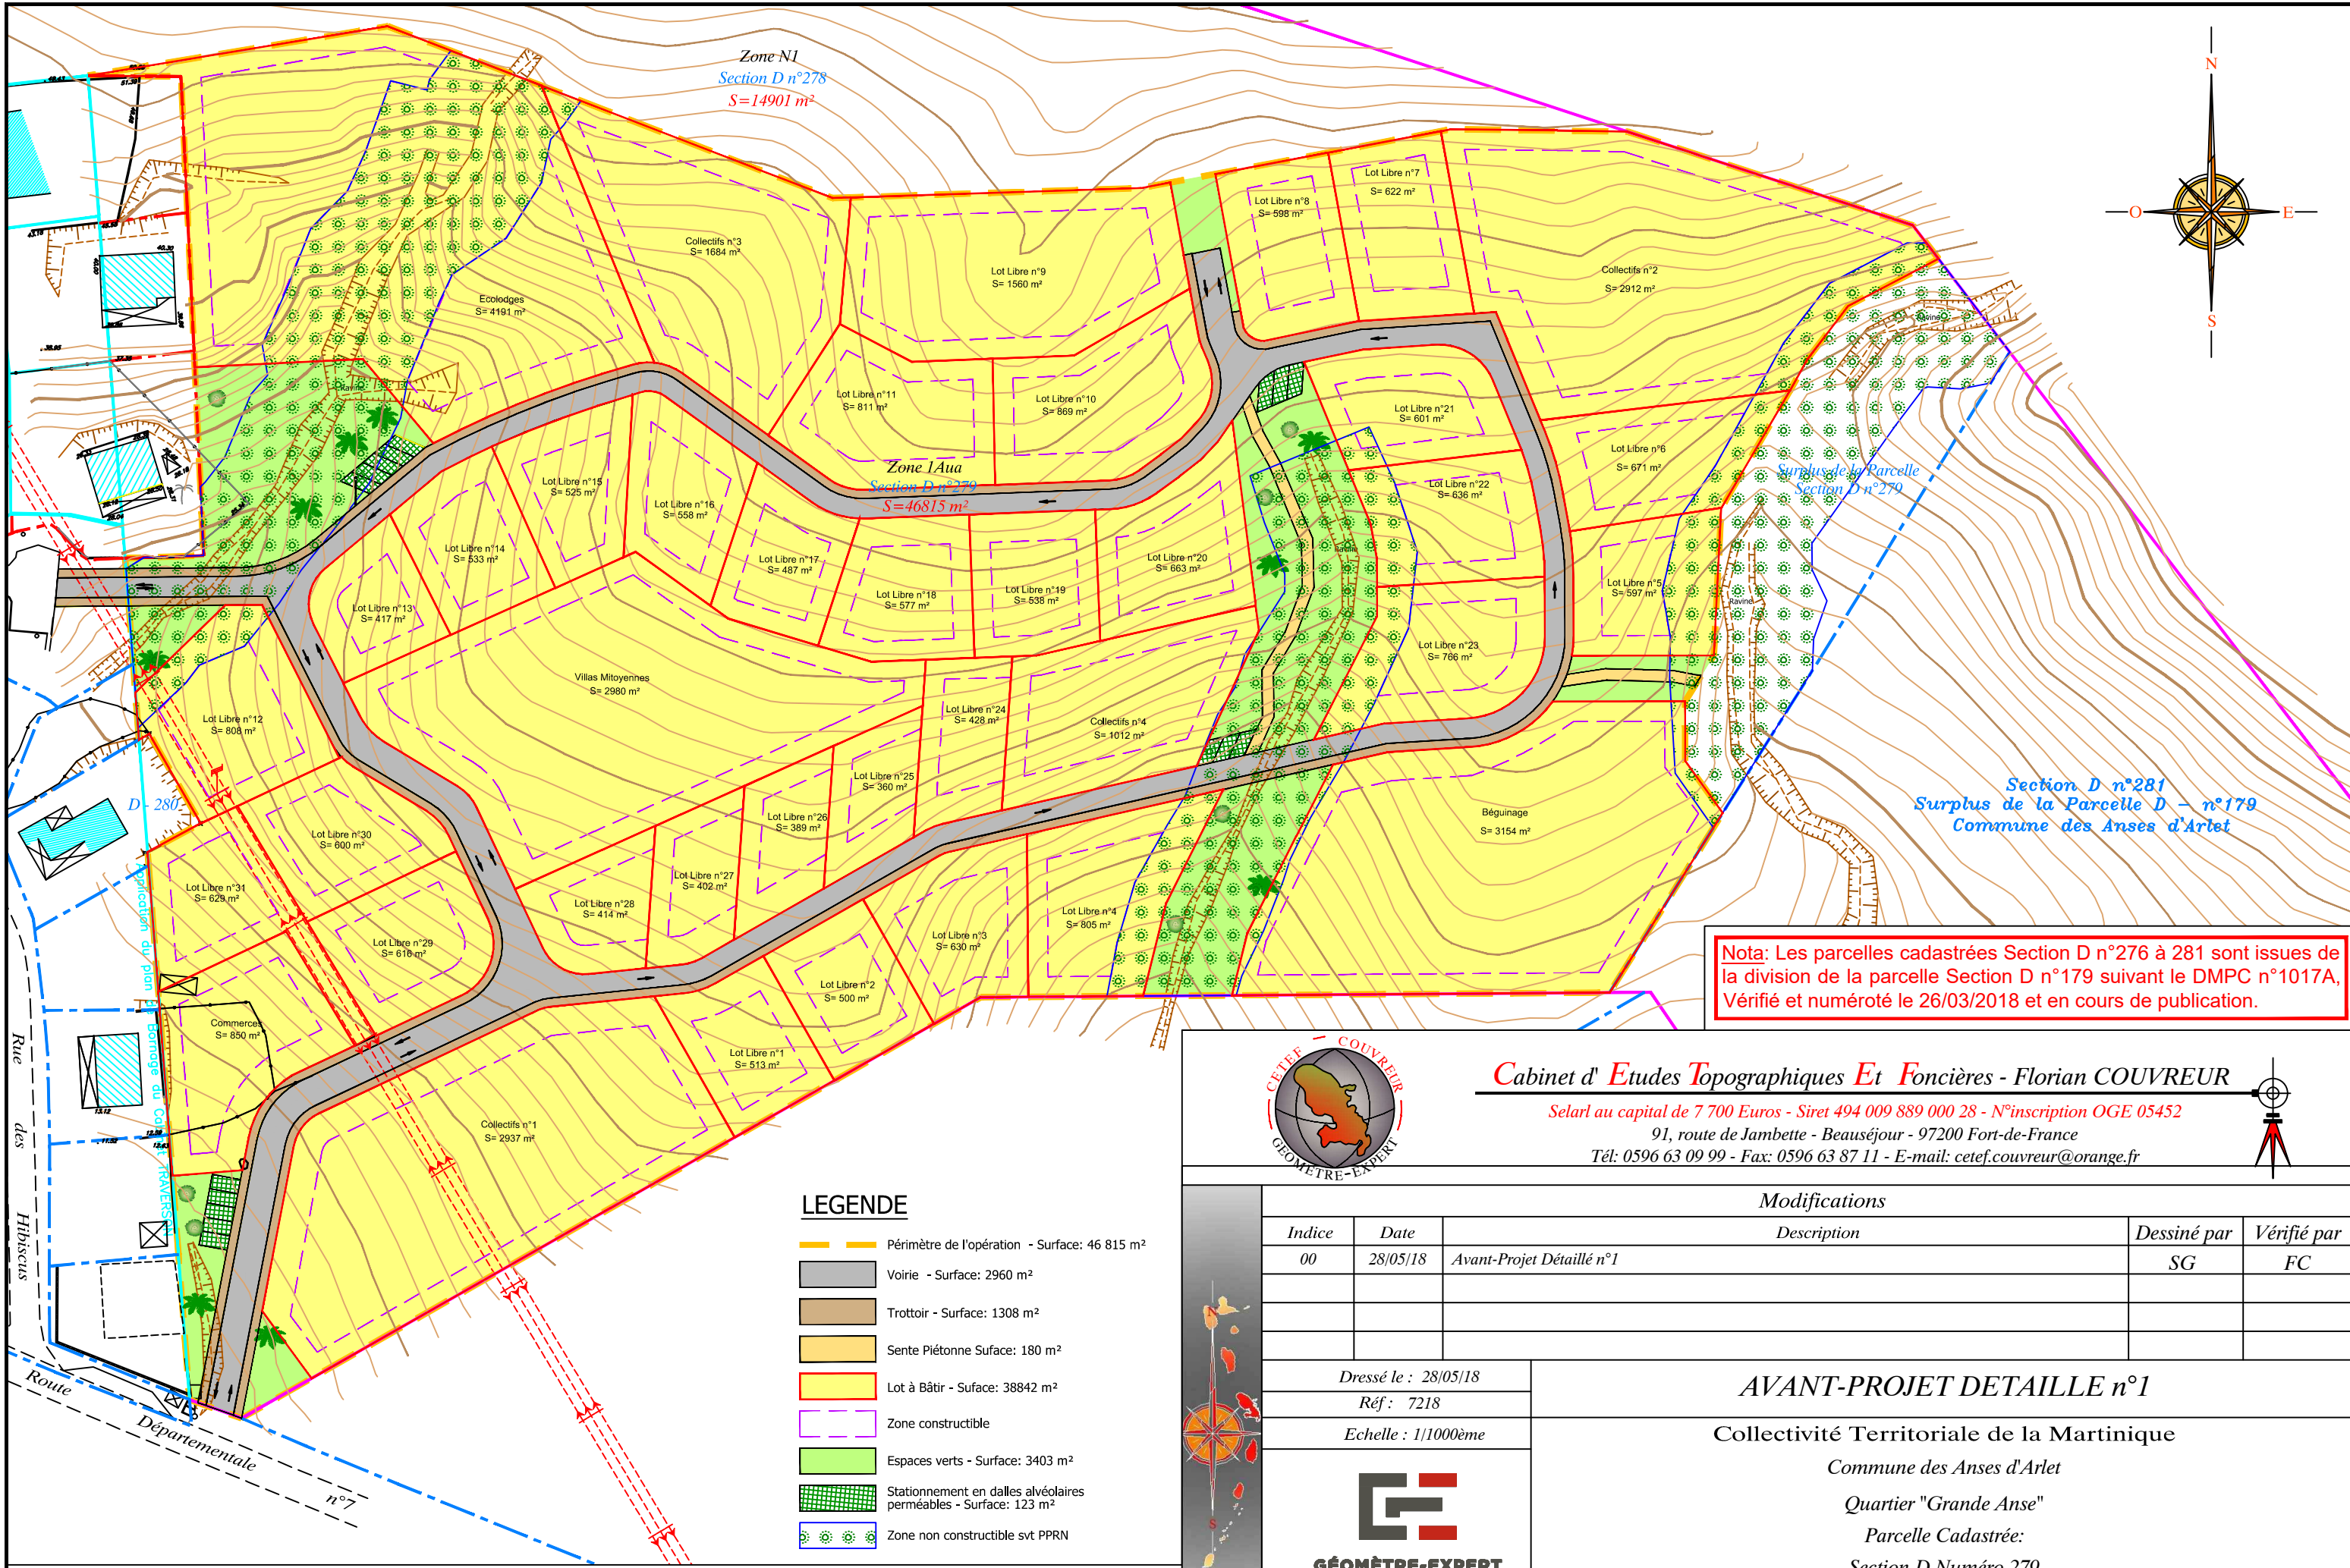 Zone N1
Section D n°278
S=14901 m²
N
O
E
S
Lot Libre n°7
S= 622 m²
Lot Libre n°8
S= 598 m²
Collectifs n°3
S= 1684 m²
Lot Libre n°9
S= 1560 m²
Collectifs n°2
S= 2912 m²
Ecolodges
S= 4191 m²
Ravine
Ravine
Lot Libre n°11
S= 811 m²
Lot Libre n°10
S= 869 m²
Lot Libre n°21
S= 601 m²
Lot Libre n°6
S= 671 m²
Zone 1Aua
Section D n°279
S=46815 m²
Surplus de la Parcelle
Section D n°279
Lot Libre n°15
S= 525 m²
Lot Libre n°16
S= 558 m²
Lot Libre n°22
S= 636 m²
Lot Libre n°14
S= 533 m²
Lot Libre n°17
S= 487 m²
Lot Libre n°20
S= 663 m²
Ravine
Lot Libre n°18
S= 577 m²
Lot Libre n°19
S= 538 m²
Lot Libre n°5
S= 597 m²
Ravine
Lot Libre n°13
S= 417 m²
Lot Libre n°23
S= 766 m²
Villas Mitoyennes
S= 2980 m²
Lot Libre n°12
S= 808 m²
Lot Libre n°24
S= 428 m²
Collectifs n°4
S= 1012 m²
Lot Libre n°25
S= 360 m²
D - 280
Section D n°281
Surplus de la Parcelle D - n°179
Commune des Anses d'Arlet
Lot Libre n°26
S= 389 m²
Béguinage
S= 3154 m²
Lot Libre n°30
S= 600 m²
Lot Libre n°31
S= 629 m²
Lot Libre n°27
S= 402 m²
Lot Libre n°28
S= 414 m²
Lot Libre n°4
S= 805 m²
Lot Libre n°29
S= 616 m²
Lot Libre n°3
S= 630 m²
Lot Libre n°2
S= 500 m²
Commerces
S= 850 m²
Lot Libre n°1
S= 513 m²
Collectifs n°1
S= 2937 m²
13.12
Rue des Hibiscus
Route Départementale n°7
Nota: Les parcelles cadastrées Section D n°276 à 281 sont issues de
la division de la parcelle Section D n°179 suivant le DMPC n°1017A,
Vérifié et numéroté le 26/03/2018 et en cours de publication.
CETEF - COUVREUR
GEOMETRE-EXPERT
Cabinet d' Etudes Topographiques Et Foncières - Florian COUVREUR
Selarl au capital de 7 700 Euros - Siret 494 009 889 000 28 - N°inscription OGE 05452
91, route de Jambette - Beauséjour - 97200 Fort-de-France
Tél: 0596 63 09 99 - Fax: 0596 63 87 11 - E-mail: cetef.couvreur@orange.fr
Modifications
Indice Date Description Dessiné par Vérifié par
00 28/05/18 Avant-Projet Détaillé n°1 SG FC
N
S
Dressé le : 28/05/18
Réf : 7218
Echelle : 1/1000ème
GÉOMÈTRE-EXPERT
AVANT-PROJET DETAILLE n°1
Collectivité Territoriale de la Martinique
Commune des Anses d'Arlet
Quartier "Grande Anse"
Parcelle Cadastrée:
Section D Numéro 279
LEGENDE
Périmètre de l'opération - Surface: 46 815 m²
Voirie - Surface: 2960 m²
Trottoir - Surface: 1308 m²
Sente Piétonne Suface: 180 m²
Lot à Bâtir - Suface: 38842 m²
Zone constructible
Espaces verts - Surface: 3403 m²
Stationnement en dalles alvéolaires
perméables - Surface: 123 m²
Zone non constructible svt PPRN